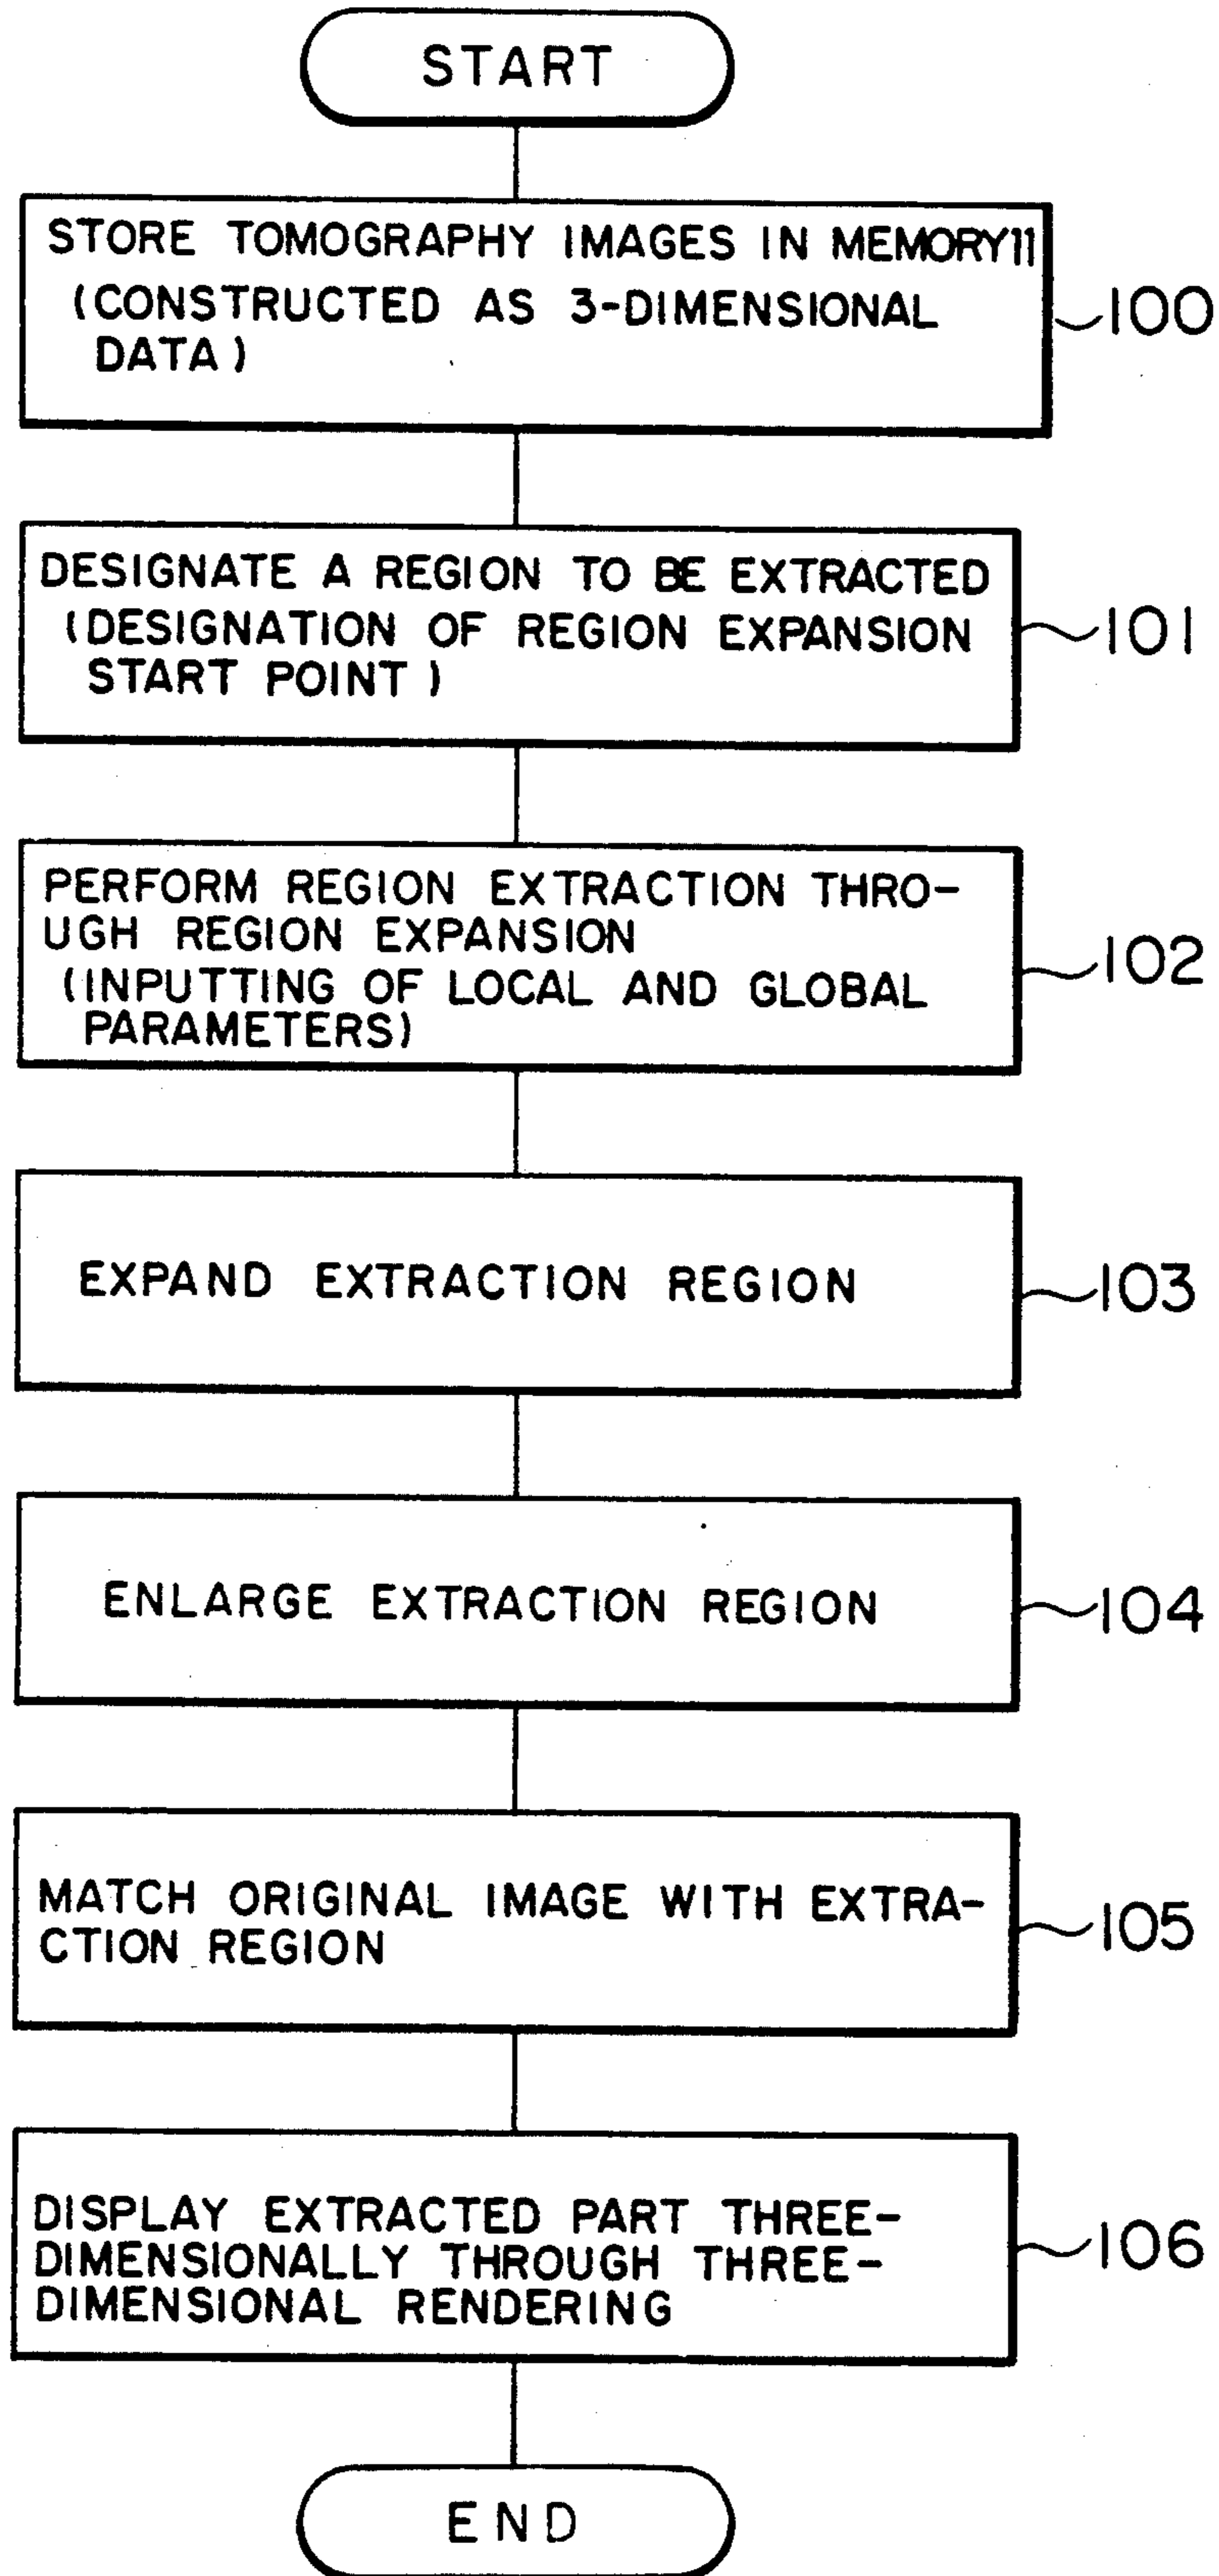 START
STORE TOMOGRAPHY IMAGES IN MEMORY11
(CONSTRUCTED AS 3-DIMENSIONAL
DATA)
100
DESIGNATE A REGION TO BE EXTRACTED
(DESIGNATION OF REGION EXPANSION
START POINT)
101
PERFORM REGION EXTRACTION THRO-
UGH REGION EXPANSION
(INPUTTING OF LOCAL AND GLOBAL
PARAMETERS)
102
EXPAND EXTRACTION REGION
103
ENLARGE EXTRACTION REGION
104
MATCH ORIGINAL IMAGE WITH EXTRA-
CTION REGION
105
DISPLAY EXTRACTED PART THREE-
DIMENSIONALLY THROUGH THREE-
DIMENSIONAL RENDERING
106
END